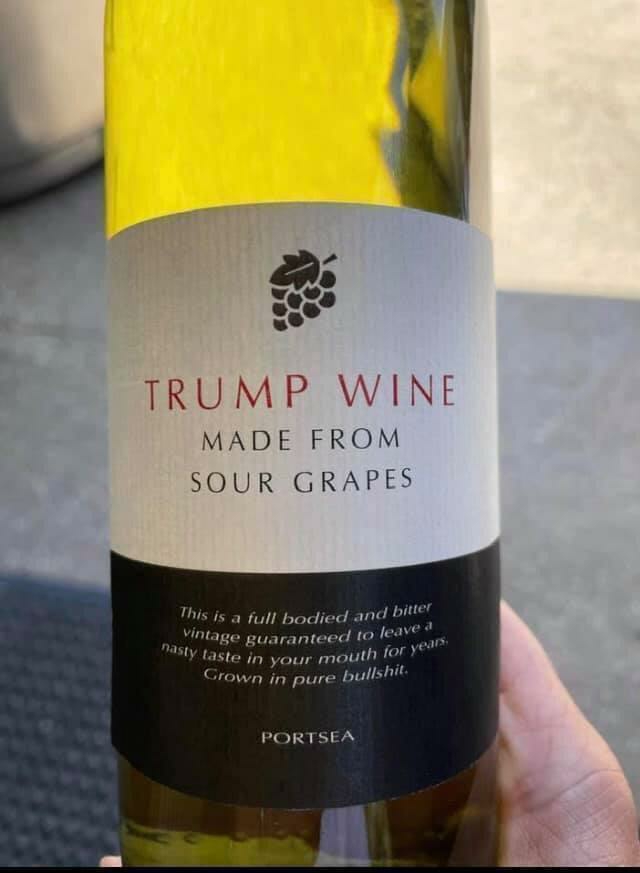 TRUMP WINE
MADE FROM
SOUR GRAPES
This is a full bodied and bitter
vintage guaranteed to leave a
nasty taste in your mouth for years.
Grown in pure bullshit.
PORTSEA